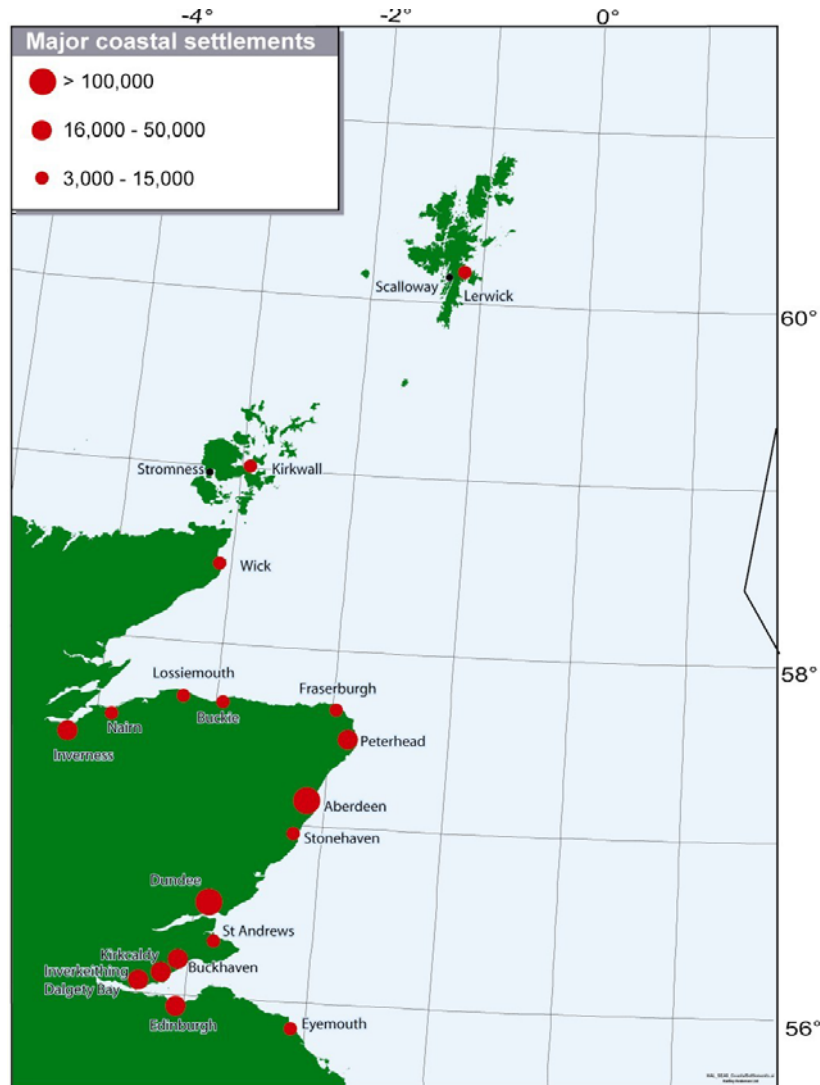 -4°
-2°
0°
Major coastal settlements
> 100,000
16,000 - 50,000
3,000 - 15,000
Scalloway
Lerwick
60°
Stromness
Kirkwall
Wick
58°
Lossiemouth
Fraserburgh
Nairn
Buckie
Inverness
Peterhead
Aberdeen
Stonehaven
Dundee
St Andrews
Kirkcaldy
Buckhaven
Inverkeithing
Dalgety Bay
Edinburgh
Eyemouth
56°